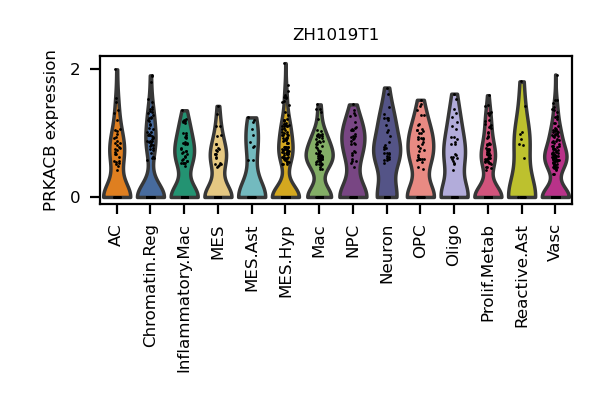 ZH1019T1
PRKACB expression
2
0
AC
Chromatin.Reg
Inflammatory.Mac
MES
MES.Ast
MES.Hyp
Mac
NPC
Neuron
OPC
Oligo
Prolif.Metab
Reactive.Ast
Vasc